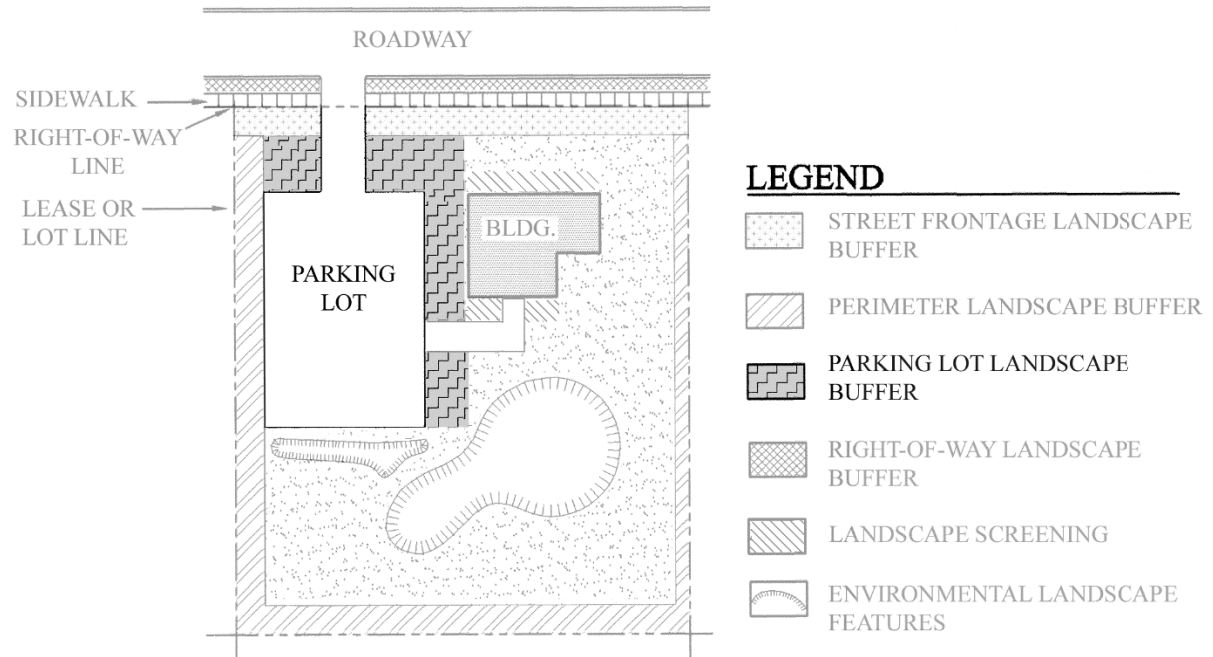 ROADWAY
SIDEWALK
RIGHT-OF-WAY
LINE
LEASE OR
LOT LINE
BLDG.
PARKING
LOT
LEGEND
STREET FRONTAGE LANDSCAPE
BUFFER
PERIMETER LANDSCAPE BUFFER
PARKING LOT LANDSCAPE
BUFFER
RIGHT-OF-WAY LANDSCAPE
BUFFER
LANDSCAPE SCREENING
ENVIRONMENTAL LANDSCAPE
FEATURES